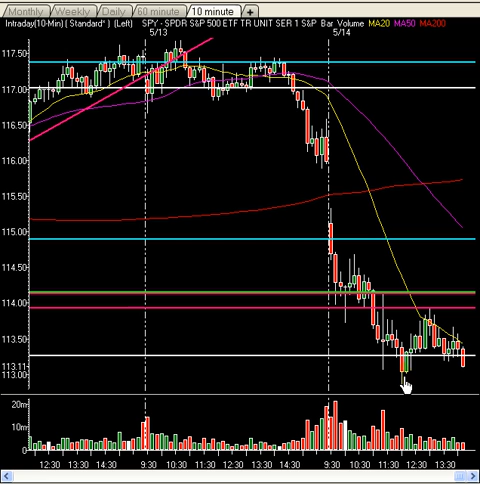 Monthly Weekly Daily 60 minute 10 minute +
Intraday(10-Min) ( Standard* ) (Left) SPY - SPDR S&P 500 ETF TR UNIT SER 1 S&P Bar Volume MA20 MA50 MA200
5/13 5/14
117.50
117.00
116.50
116.00
115.50
115.00
114.50
114.00
113.50
113.11
113.00
20m
10m
0
12:30 13:30 14:30 9:30 10:30 11:30 12:30 13:30 14:30 9:30 10:30 11:30 12:30 13:30